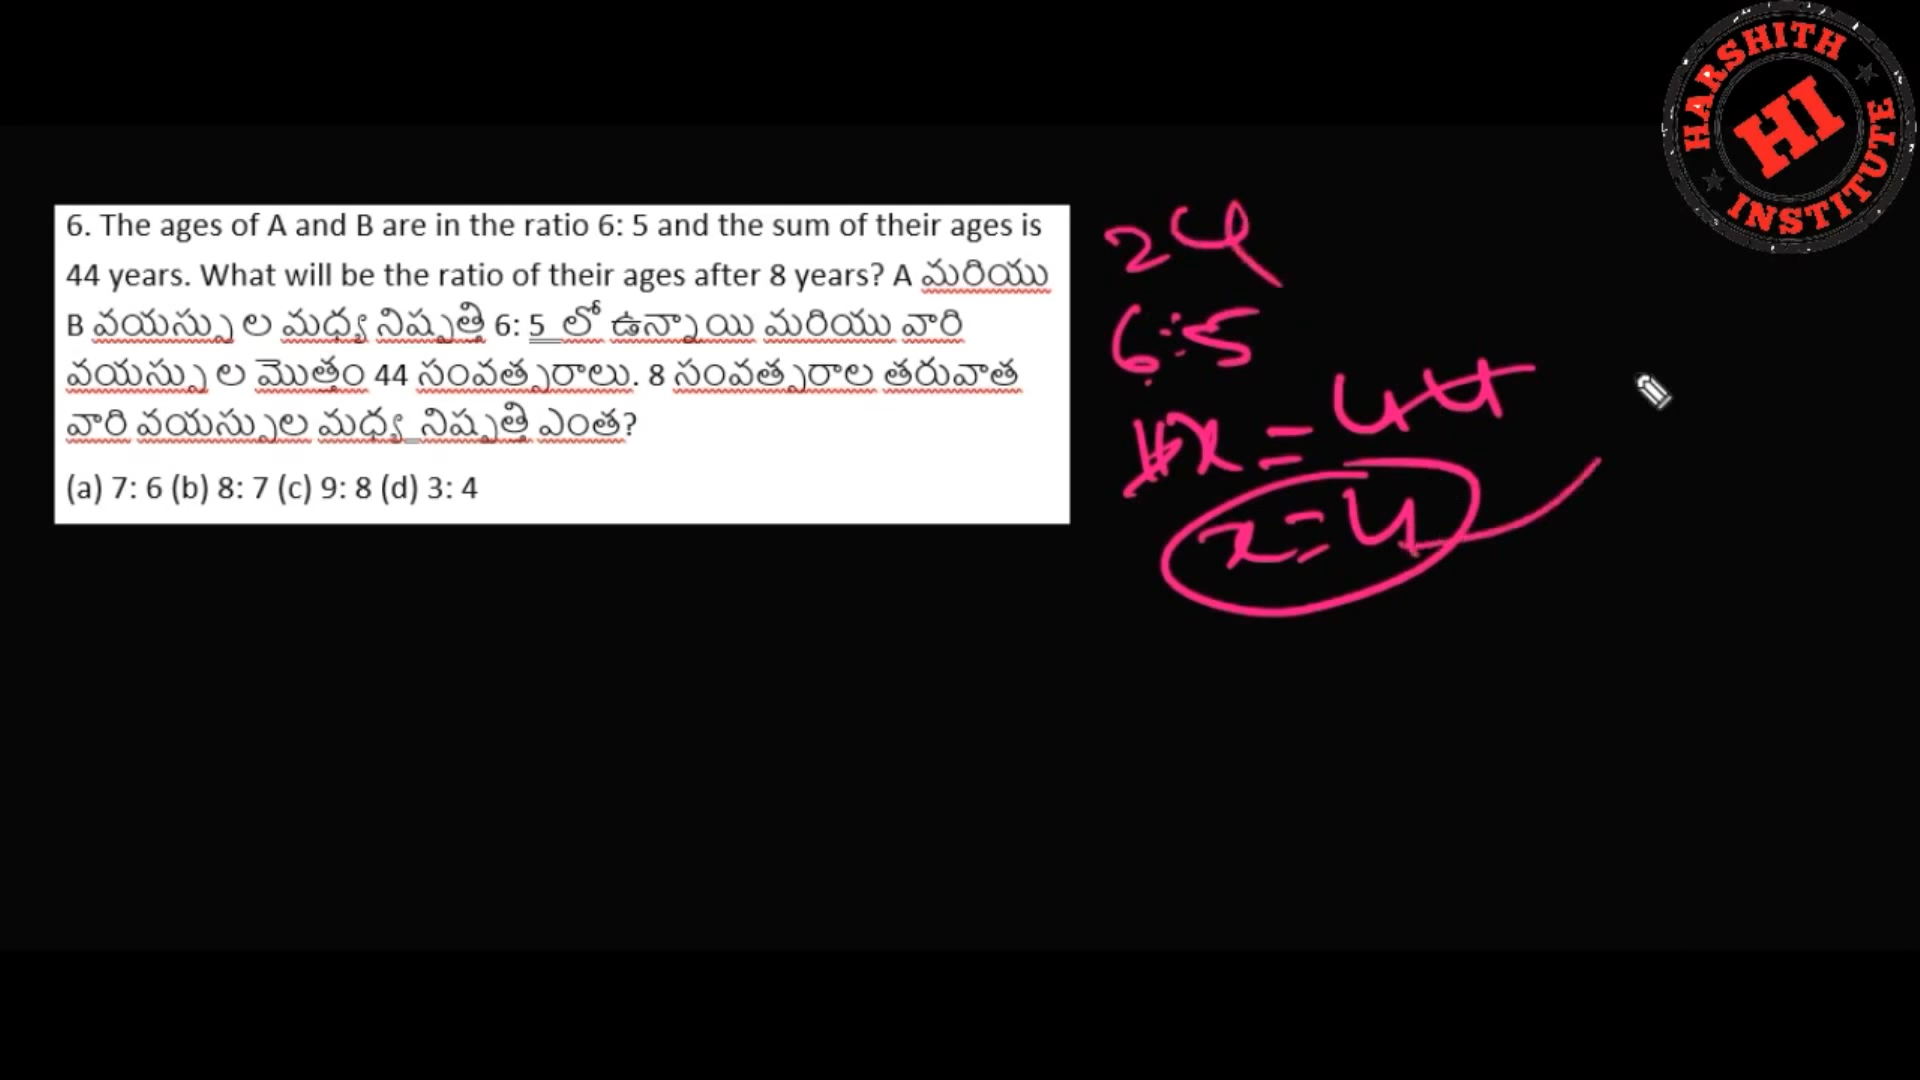 HARSHITH
HI
INSTITUTE
6. The ages of A and B are in the ratio 6: 5 and the sum of their ages is
44 years. What will be the ratio of their ages after 8 years? A మరియు
B వయస్సు ల మధ్య నిష్పత్తి 6: 5 లో ఉన్నాయి మరియు వారి
వయస్సు ల మొత్తం 44 సంవత్సరాలు. 8 సంవత్సరాల తరువాత
వారి వయస్సుల మధ్య నిష్పత్తి ఎంత?
(a) 7: 6 (b) 8: 7 (c) 9: 8 (d) 3: 4
24
6:5
11x = 44
x = 4